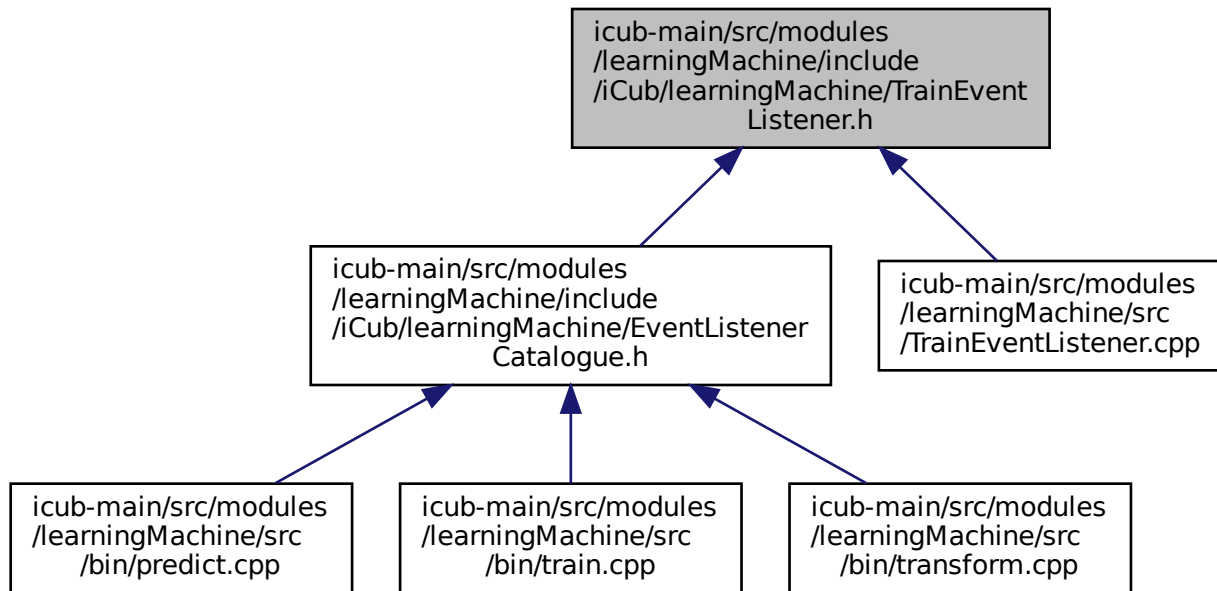 icub-main/src/modules
/learningMachine/include
/iCub/learningMachine/TrainEvent
Listener.h
icub-main/src/modules
/learningMachine/include
/iCub/learningMachine/EventListener
Catalogue.h
icub-main/src/modules
/learningMachine/src
/TrainEventListener.cpp
icub-main/src/modules
/learningMachine/src
/bin/predict.cpp
icub-main/src/modules
/learningMachine/src
/bin/train.cpp
icub-main/src/modules
/learningMachine/src
/bin/transform.cpp